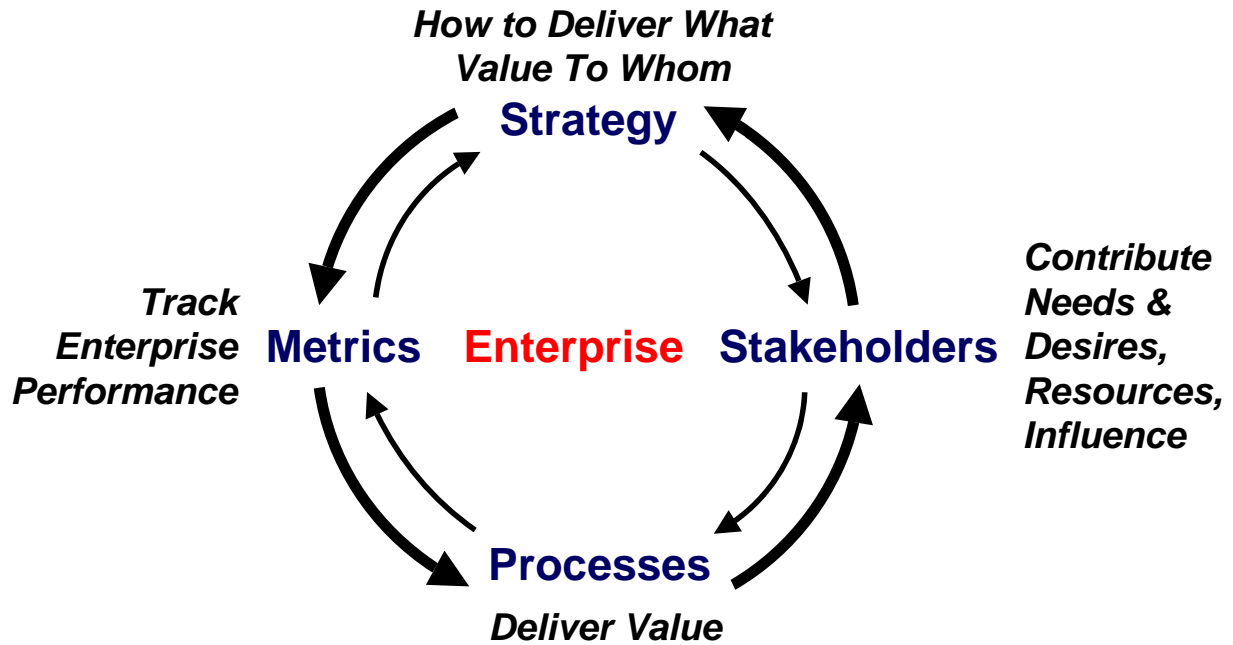 How to Deliver What
Value To Whom
Strategy
Track
Enterprise
Performance
Metrics
Enterprise
Stakeholders
Contribute
Needs &
Desires,
Resources,
Influence
Processes
Deliver Value